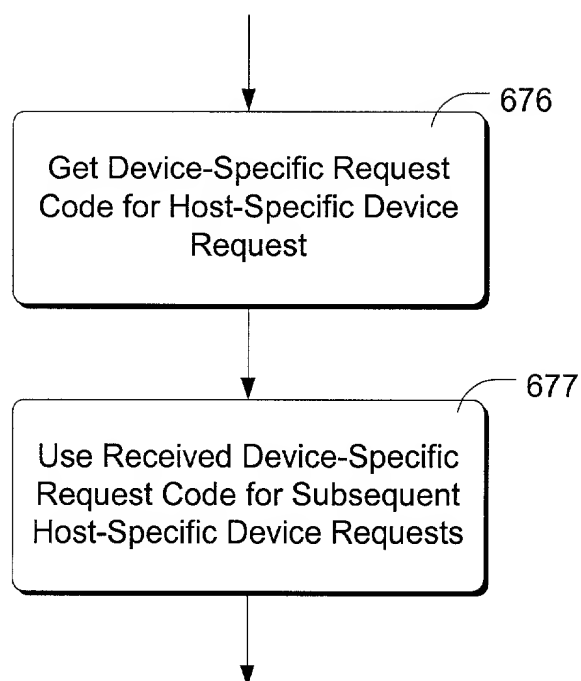 676
Get Device-Specific Request
Code for Host-Specific Device
Request
677
Use Received Device-Specific
Request Code for Subsequent
Host-Specific Device Requests